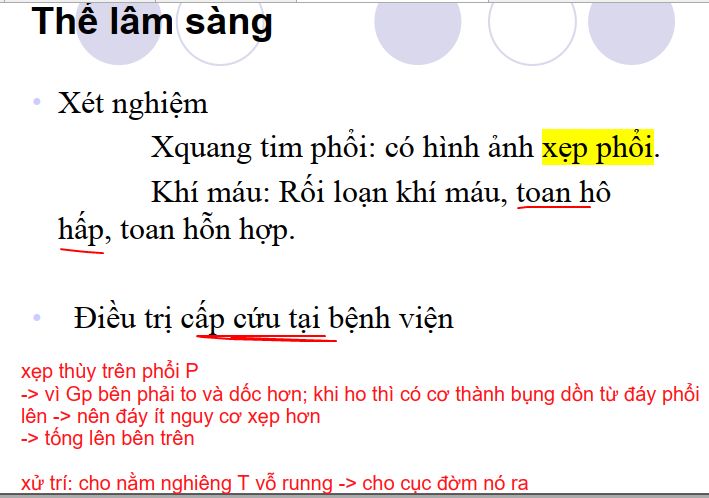 Thể lâm sàng
Xét nghiệm
Xquang tim phổi: có hình ảnh xẹp phổi.
Khí máu: Rối loạn khí máu, toan hô
hấp, toan hỗn hợp.
Điều trị cấp cứu tại bệnh viện
xẹp thùy trên phổi P
-> vì Gp bên phải to và dốc hơn; khi ho thì có cơ thành bụng dồn từ đáy phổi
lên -> nên đáy ít nguy cơ xẹp hơn
-> tống lên bên trên
xử trí: cho nằm nghiêng T vỗ runng -> cho cục đờm nó ra